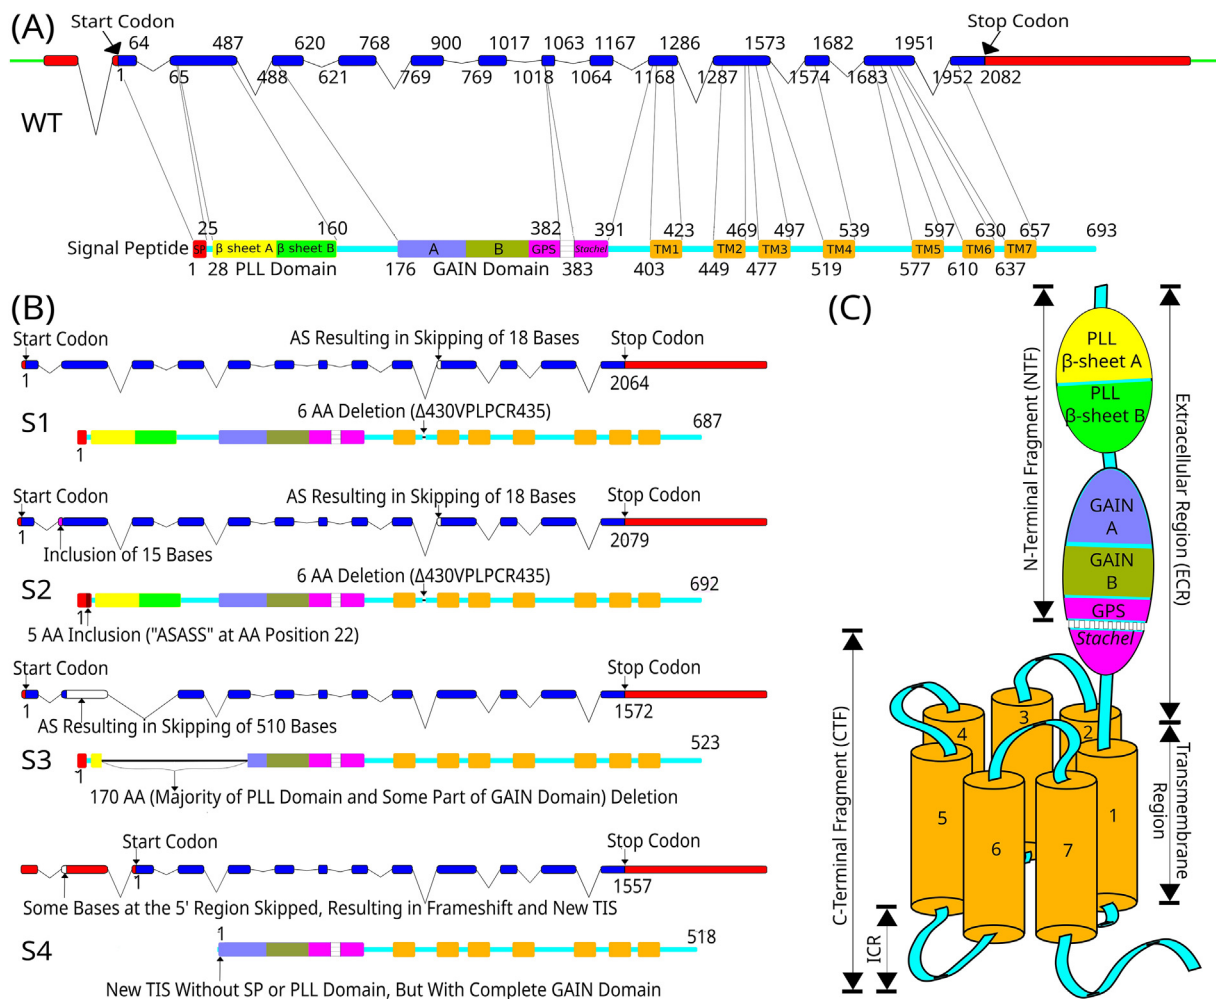 (A)
Start Codon
Stop Codon
64 487 620 768 900 1017 1063 1167 1286 1573 1682 1951
1 65 488 621 769 769 1018 1064 1168 1287 1574 1683 1952 2082
WT
25 160 382 391 423 469 497 539 597 630 657 693
Signal Peptide SP β sheet A β sheet B A B GPS Stachel TM1 TM2 TM3 TM4 TM5 TM6 TM7
1 28 PLL Domain 176 GAIN Domain 383 403 449 477 519 577 610 637
(B)
Start Codon
AS Resulting in Skipping of 18 Bases
Stop Codon
1
2064
S1
6 AA Deletion (Δ430VPLPCR435)
687
1
Start Codon
AS Resulting in Skipping of 18 Bases
Stop Codon
1
2079
Inclusion of 15 Bases
S2
6 AA Deletion (Δ430VPLPCR435)
692
1
5 AA Inclusion ("ASASS" at AA Position 22)
Start Codon
Stop Codon
1
1572
AS Resulting in Skipping of 510 Bases
S3
523
1
170 AA (Majority of PLL Domain and Some Part of GAIN Domain) Deletion
Start Codon
Stop Codon
1
1557
Some Bases at the 5' Region Skipped, Resulting in Frameshift and New TIS
S4
1
518
New TIS Without SP or PLL Domain, But With Complete GAIN Domain
(C)
N-Terminal Fragment (NTF)
PLL
β-sheet A
PLL
β-sheet B
GAIN
A
GAIN
B
GPS
Stachel
Extracellular Region (ECR)
C-Terminal Fragment (CTF)
ICR
Transmembrane
Region
3
4
2
5
1
6
7